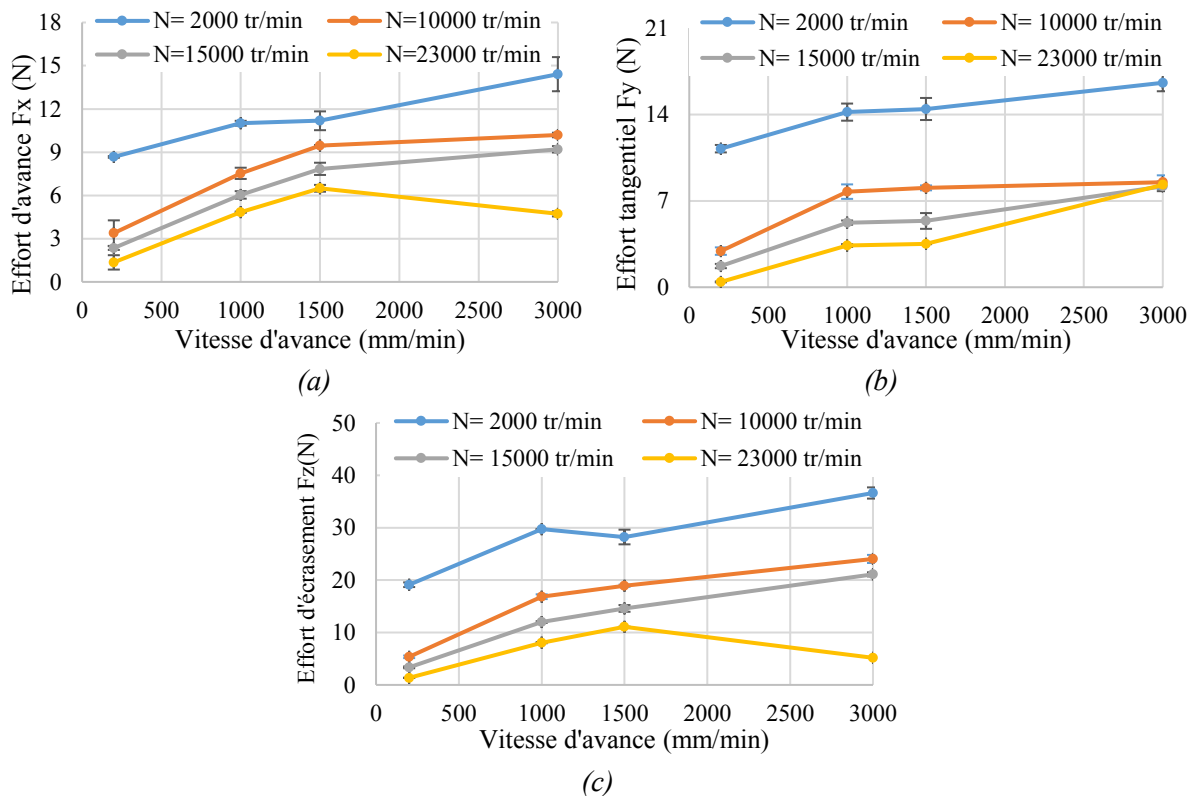 N= 2000 tr/min
N=10000 tr/min
N=15000 tr/min
N=23000 tr/min
Effort d'avance Fx (N)
18
15
12
9
6
3
0
0 500 1000 1500 2000 2500 3000
Vitesse d'avance (mm/min)
(a)
N= 2000 tr/min
N= 10000 tr/min
N= 15000 tr/min
N= 23000 tr/min
Effort tangentiel Fy (N)
21
14
7
0
0 500 1000 1500 2000 2500 3000
Vitesse d'avance (mm/min)
(b)
N= 2000 tr/min
N= 10000 tr/min
N= 15000 tr/min
N= 23000 tr/min
Effort d'écrasement Fz(N)
50
40
30
20
10
0
0 500 1000 1500 2000 2500 3000
Vitesse d'avance (mm/min)
(c)